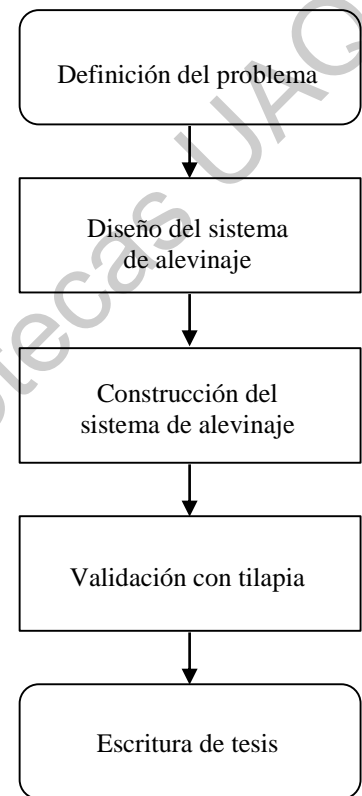 Definición del problema
Diseño del sistema
de alevinaje
Construcción del
sistema de alevinaje
Validación con tilapia
Escritura de tesis